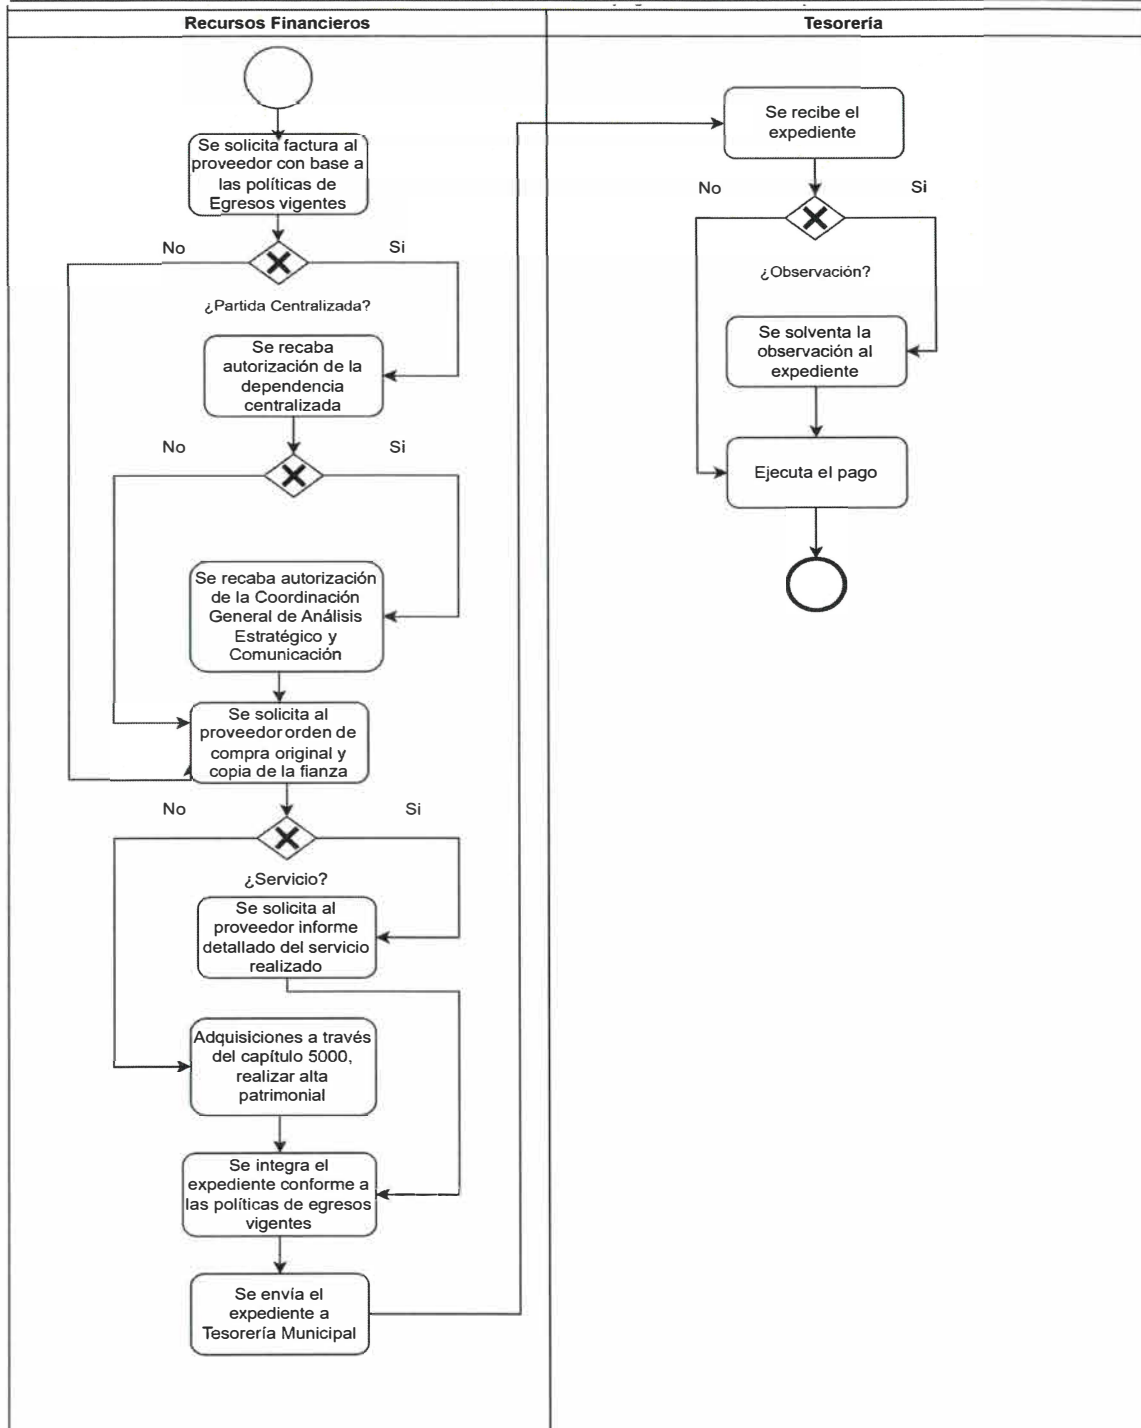 Recursos Financieros
Se solicita factura al
proveedor con base a
las políticas de
Egresos vigentes
No
Si
¿Partida Centralizada?
Se recaba
autorización de la
dependencia
centralizada
No
Si
Se recaba autorización
de la Coordinación
General de Análisis
Estratégico y
Comunicación
Se solicita al
proveedor orden de
compra original y
copia de la fianza
No
Si
¿Servicio?
Se solicita al
proveedor informe
detallado del servicio
realizado
Adquisiciones a través
del capítulo 5000,
realizar alta
patrimonial
Se integra el
expediente conforme a
las políticas de egresos
vigentes
Se envía el
expediente a
Tesorería Municipal
Tesorería
Se recibe el
expediente
No
Si
¿Observación?
Se solventa la
observación al
expediente
Ejecuta el pago